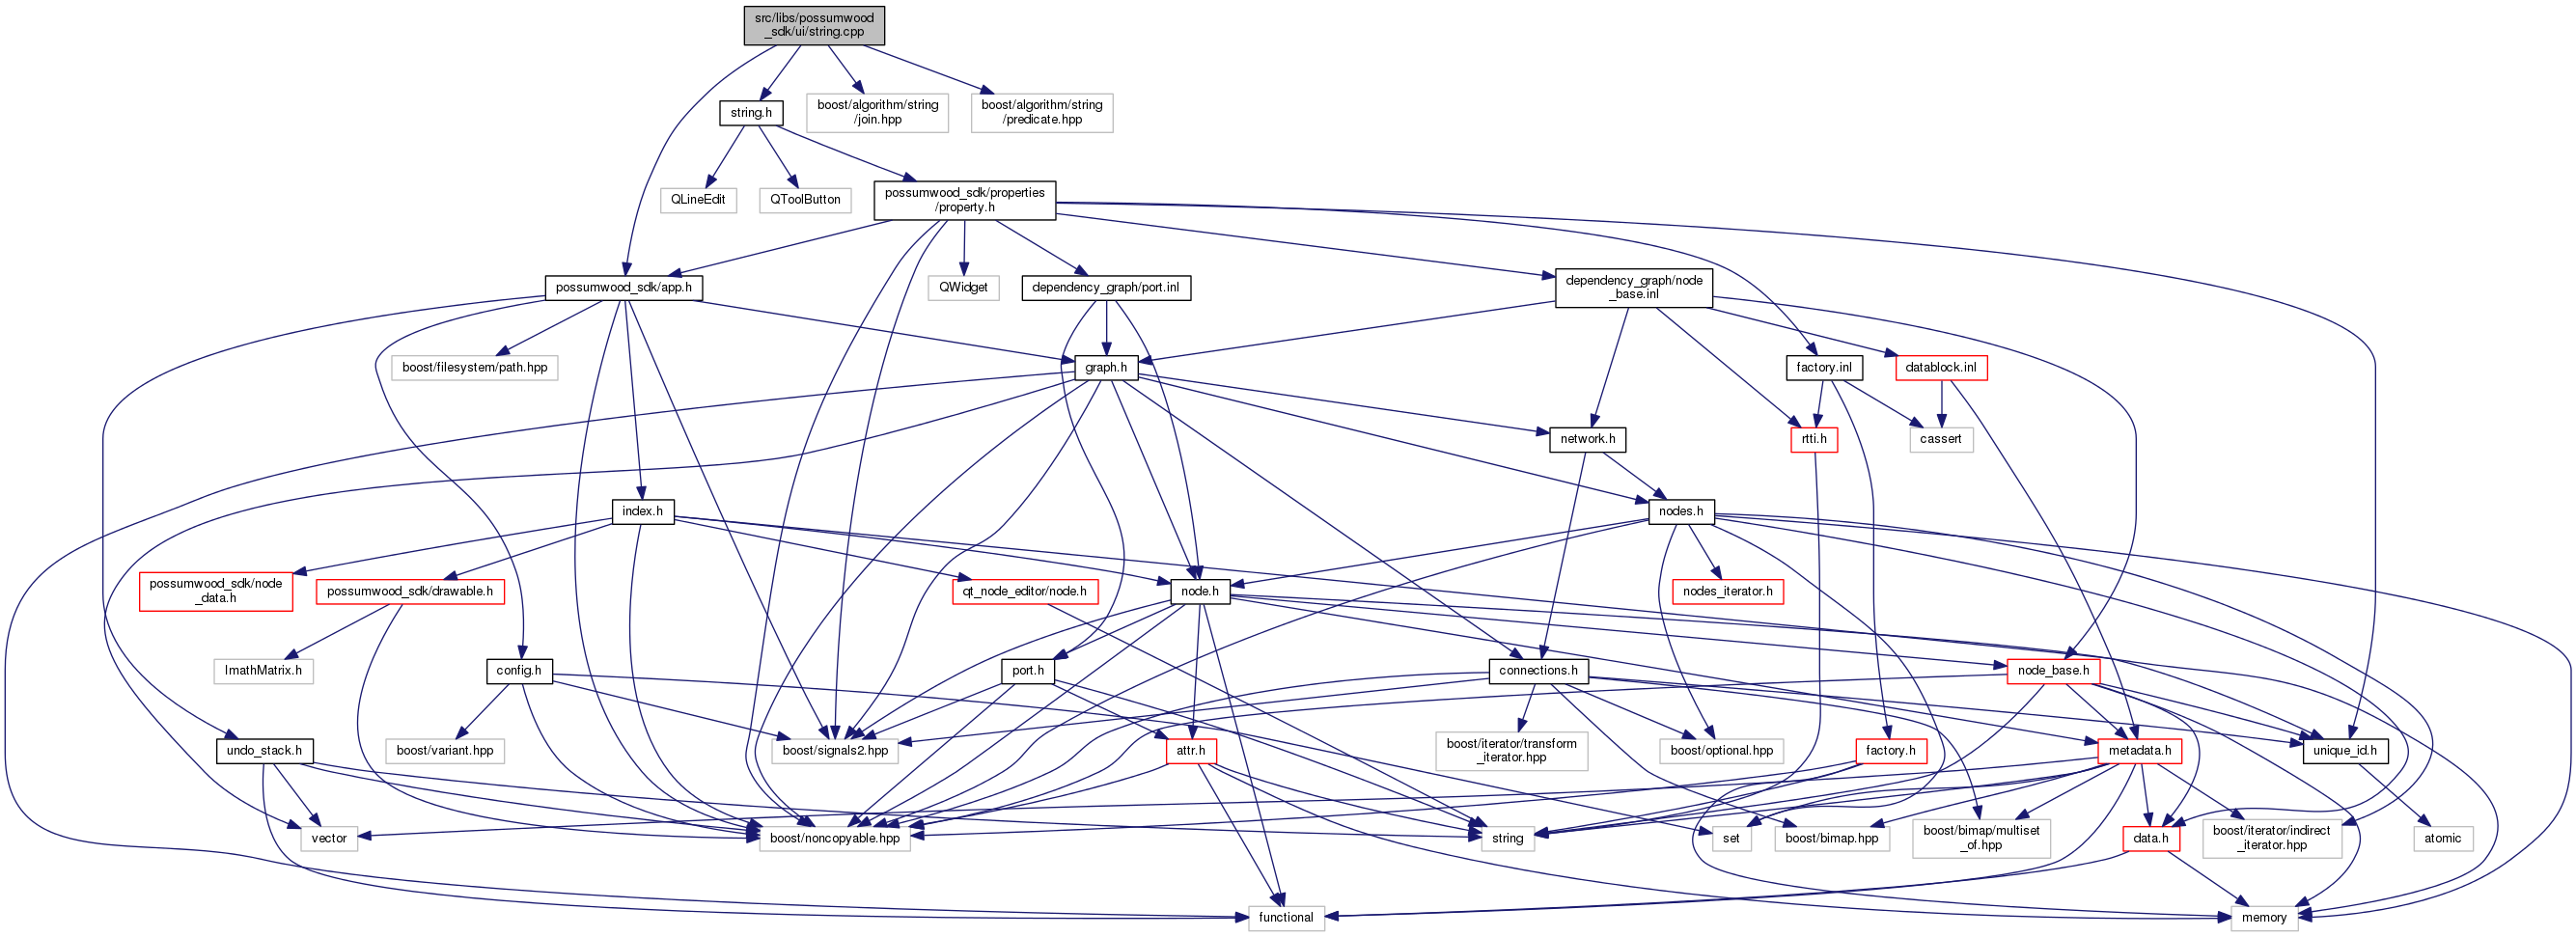 src/libs/possumwood
_sdk/ui/string.cpp
string.h
boost/algorithm/string
/join.hpp
boost/algorithm/string
/predicate.hpp
QLineEdit
QToolButton
possumwood_sdk/properties
/property.h
possumwood_sdk/app.h
QWidget
dependency_graph/port.inl
dependency_graph/node
_base.inl
boost/filesystem/path.hpp
graph.h
factory.inl
datablock.inl
network.h
rtti.h
cassert
index.h
nodes.h
possumwood_sdk/node
_data.h
possumwood_sdk/drawable.h
qt_node_editor/node.h
node.h
nodes_iterator.h
ImathMatrix.h
config.h
port.h
connections.h
node_base.h
undo_stack.h
boost/variant.hpp
boost/signals2.hpp
attr.h
boost/iterator/transform
_iterator.hpp
boost/optional.hpp
factory.h
metadata.h
unique_id.h
vector
boost/noncopyable.hpp
string
set
boost/bimap.hpp
boost/bimap/multiset
_of.hpp
data.h
boost/iterator/indirect
_iterator.hpp
atomic
functional
memory